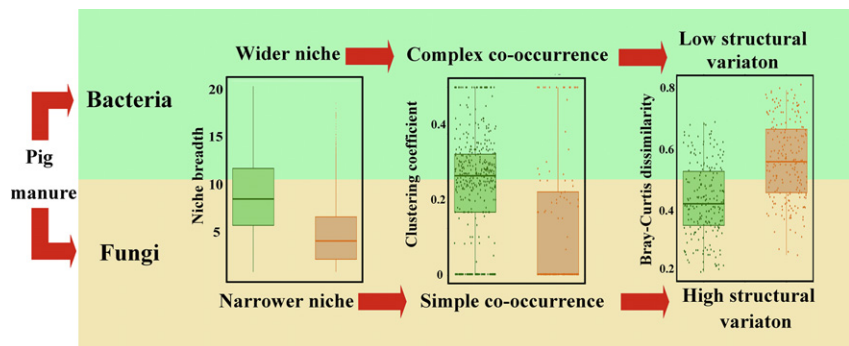 Wider niche
Complex co-occurrence
Low structural
variaton
Bacteria
Pig
manure
Fungi
Niche breadth
20
15
10
5
Clustering coefficient
0.4
0.2
0
Bray-Curtis dissimilarity
0.8
0.6
0.4
0.2
Narrower niche
Simple co-occurrence
High structural
variaton